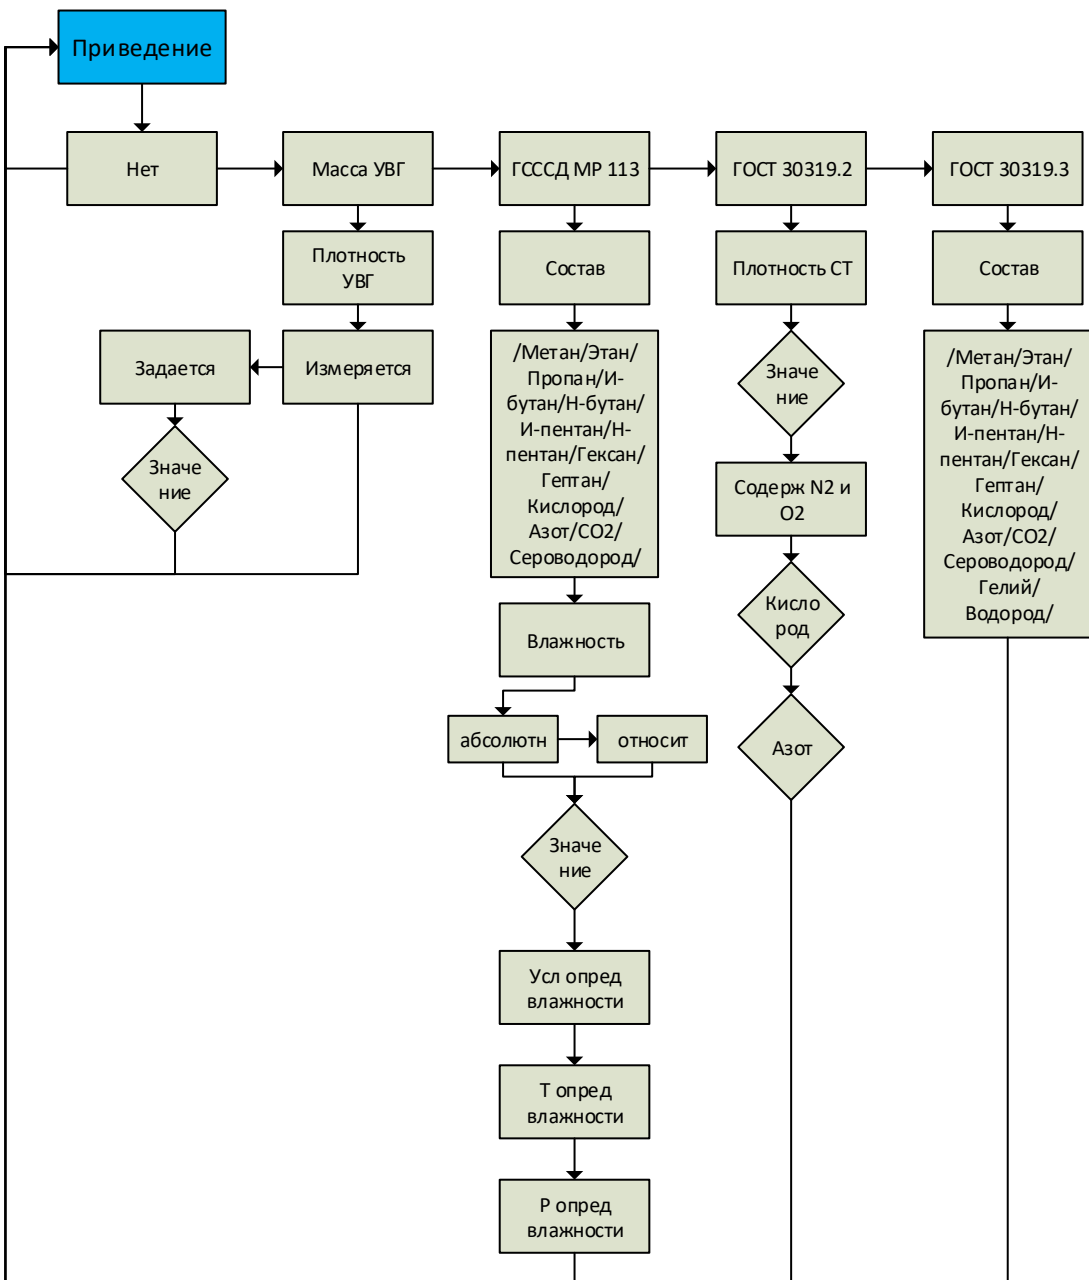 Приведение
Нет
Масса УВГ
ГСССД МР 113
ГОСТ 30319.2
ГОСТ 30319.3
Плотность
УВГ
Состав
Плотность СТ
Состав
Задается
Измеряется
/Метан/Этан/
Пропан/И-
бутан/Н-бутан/
И-пентан/Н-
пентан/Гексан/
Гептан/
Кислород/
Азот/СО2/
Сероводород/
Значе
ние
/Метан/Этан/
Пропан/И-
бутан/Н-бутан/
И-пентан/Н-
пентан/Гексан/
Гептан/
Кислород/
Азот/СО2/
Сероводород/
Гелий/
Водород/
Значе
ние
Содерж N2 и
О2
Влажность
Кисло
род
абсолютн
относит
Азот
Значе
ние
Усл опред
влажности
Т опред
влажности
Р опред
влажности